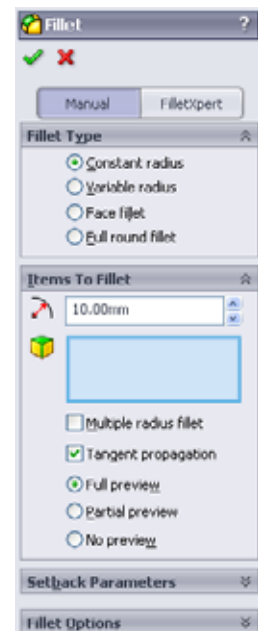 Fillet ?
Manual FilletXpert
Fillet Type
Constant radius
Variable radius
Face fillet
Full round fillet
Items To Fillet
10.00mm
Multiple radius fillet
Tangent propagation
Full preview
Partial preview
No preview
Setback Parameters
Fillet Options